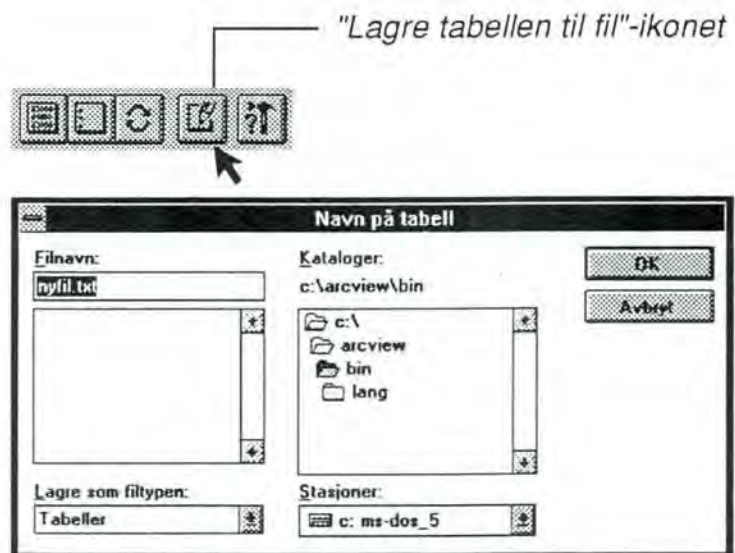 "Lagre tabellen til fil"-ikonet
Navn på tabell
Filnavn:
nyfil.txt
Kataloger:
c:\arcview\bin
c:\
arcview
bin
lang
OK
Avbryt
Lagre som filtypen:
Tabeller
Stasjoner:
c: ms-dos_5